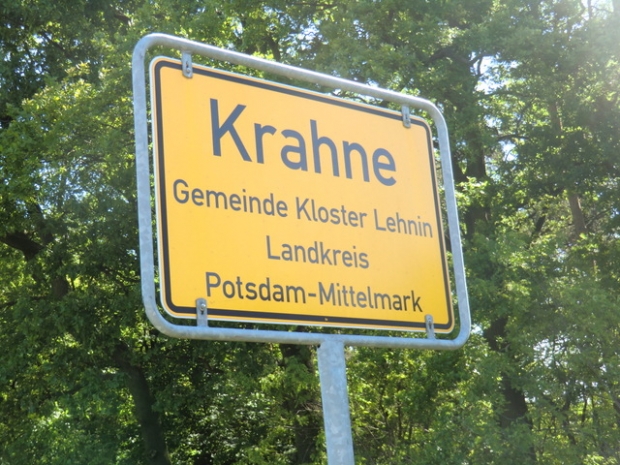 Krahne
Gemeinde Kloster Lehnin
Landkreis
Potsdam-Mittelmark